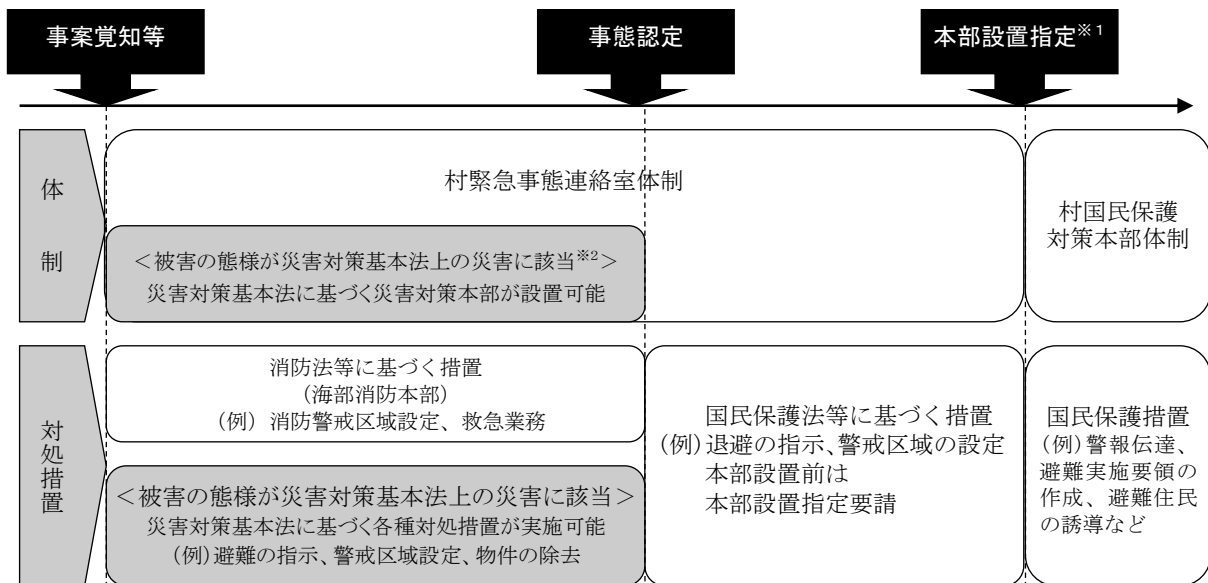 事案覚知等
事態認定
本部設置指定※1
体制
村緊急事態連絡室体制
<被害の態様が災害対策基本法上の災害に該当※2>
災害対策基本法に基づく災害対策本部が設置可能
村国民保護
対策本部体制
対処措置
消防法等に基づく措置
(海部消防本部)
(例) 消防警戒区域設定、救急業務
<被害の態様が災害対策基本法上の災害に該当>
災害対策基本法に基づく各種対処措置が実施可能
(例)避難の指示、警戒区域設定、物件の除去
国民保護法等に基づく措置
(例)退避の指示、警戒区域の設定
本部設置前は
本部設置指定要請
国民保護措置
(例)警報伝達、
避難実施要領の
作成、避難住民
の誘導など